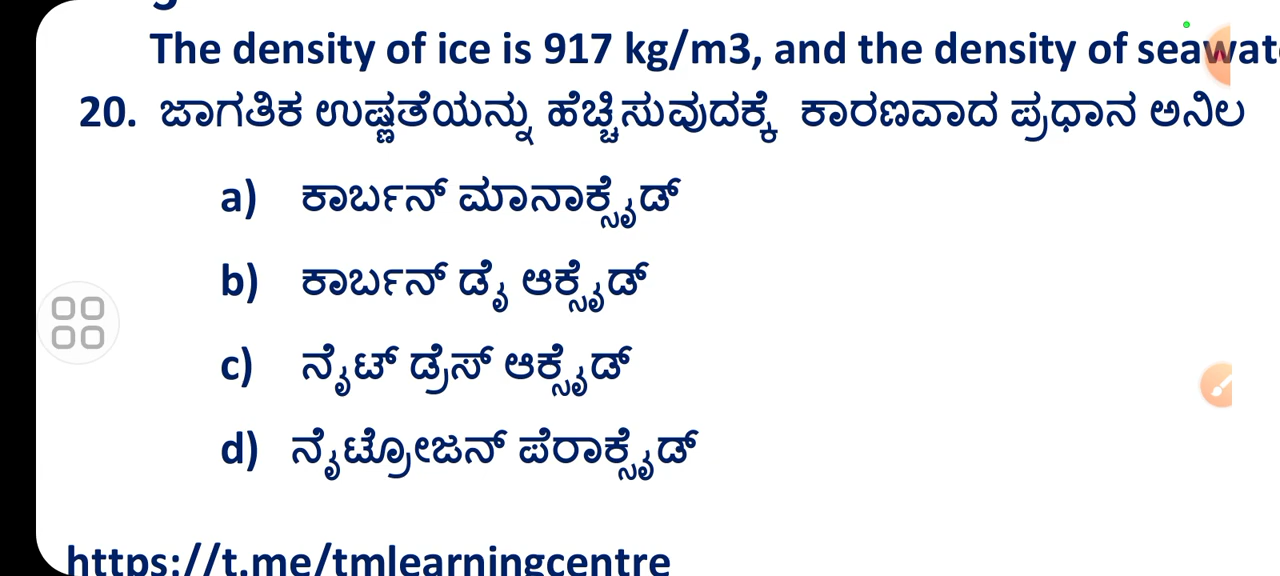 The density of ice is 917 kg/m3, and the density of
20. ಜಾಗತಿಕ ಉಷ್ಣತೆಯನ್ನು ಹೆಚ್ಚಿಸುವುದಕ್ಕೆ ಕಾರಣವಾದ ಪ್ರಧಾನ ಅನಿಲ
a) ಕಾರ್ಬನ್ ಮಾನಾಕ್ಸೈಡ್
b) ಕಾರ್ಬನ್ ಡೈ ಆಕ್ಸೈಡ್
c) ನೈಟ್ ಡ್ರೆಸ್ ಆಕ್ಸೈಡ್
d) ನೈಟ್ರೋಜನ್ ಪೆರಾಕ್ಸೈಡ್
https://t.me/tmlearningcentre